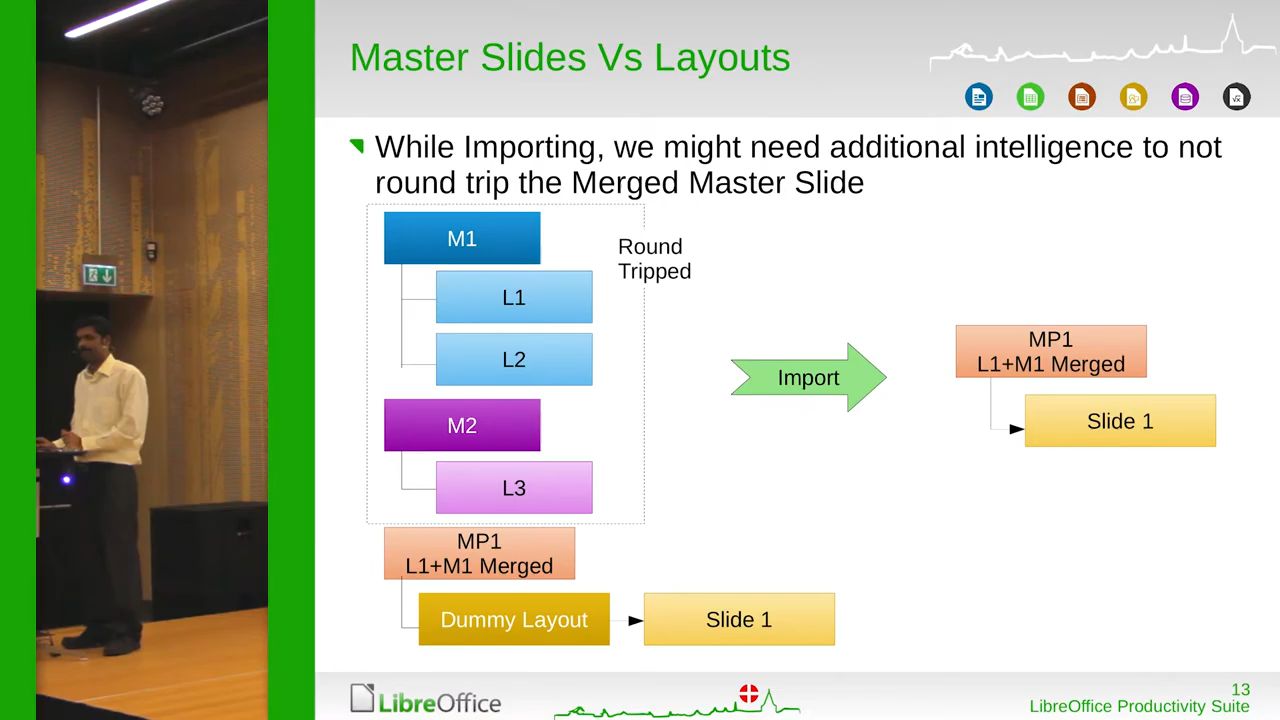 Master Slides Vs Layouts
While Importing, we might need additional intelligence to not
round trip the Merged Master Slide
M1
Round
Tripped
L1
L2
M2
L3
Import
MP1
L1+M1 Merged
Slide 1
MP1
L1+M1 Merged
Dummy Layout
Slide 1
LibreOffice
13
LibreOffice Productivity Suite